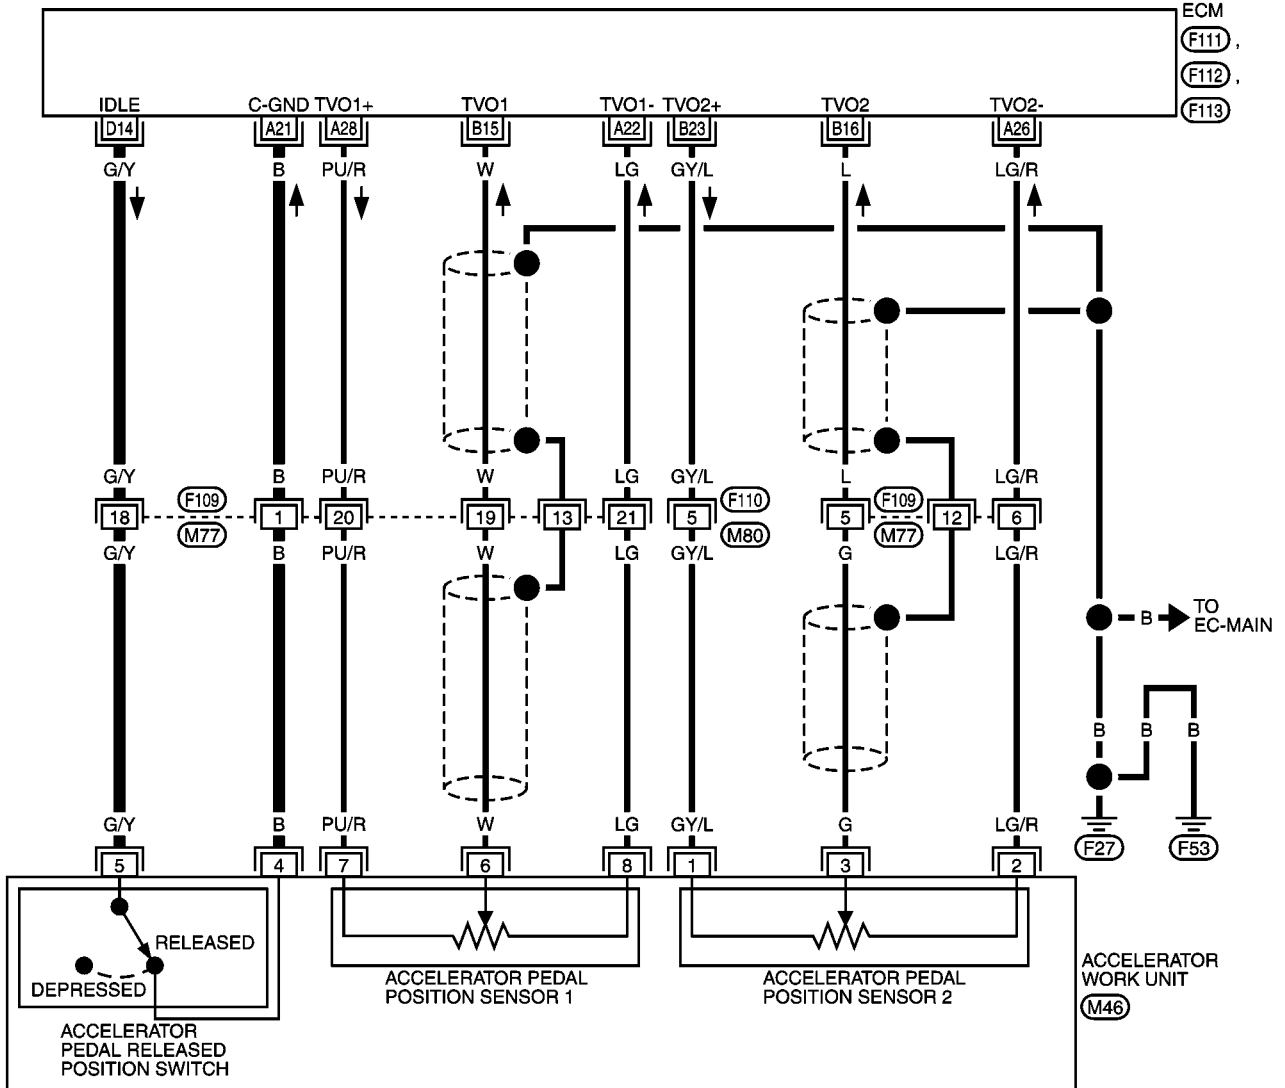 ECM
F111 ,
F112 ,
F113
IDLE C-GND TVO1+ TVO1 TVO1- TVO2+ TVO2 TVO2-
D14 A21 A28 B15 A22 B23 B16 A26
G/Y B PU/R W LG GY/L L LG/R
G/Y B PU/R W LG GY/L L LG/R
F109 F110 F109
18 1 20 19 13 21 5 5 12 6
M77 M80 M77
G/Y B PU/R W LG GY/L G LG/R
B TO
EC-MAIN
B B B
G/Y B PU/R W LG GY/L G LG/R
F27 F53
5 4 7 6 8 1 3 2
RELEASED
DEPRESSED
ACCELERATOR PEDAL
POSITION SENSOR 1
ACCELERATOR PEDAL
POSITION SENSOR 2
ACCELERATOR
WORK UNIT
M46
ACCELERATOR
PEDAL RELEASED
POSITION SWITCH